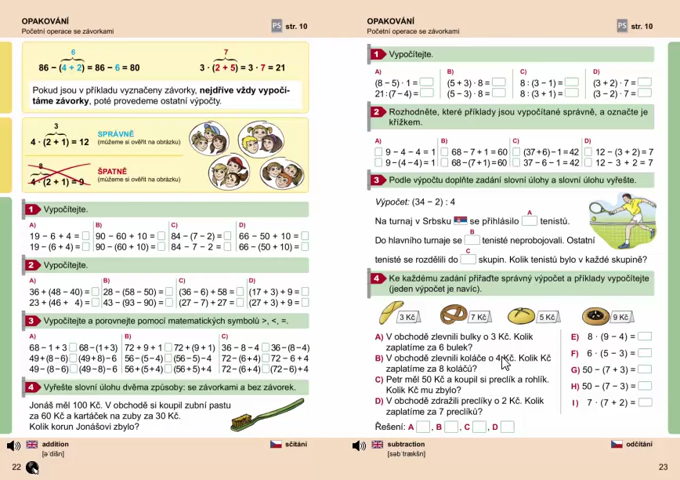 OPAKOVÁNÍ
Početní operace se závorkami
PS str. 10
6
86 – (4 + 2) = 86 – 6 = 80
7
3 · (2 + 5) = 3 · 7 = 21
Pokud jsou v příkladu vyznačeny závorky, nejdříve vždy vypočí-
táme závorky, poté provedeme ostatní výpočty.
3
4 · (2 + 1) = 12
SPRÁVNĚ
(můžeme si ověřit na obrázku)
8
4 · (2 + 1) = 9
ŠPATNĚ
(můžeme si ověřit na obrázku)
1 Vypočítejte.
A) B) C) D)
19 – 6 + 4 = 90 – 60 + 10 = 84 – (7 – 2) = 66 – 50 + 10 =
19 – (6 + 4) = 90 – (60 + 10) = 84 – 7 – 2 = 66 – (50 + 10) =
2 Vypočítejte.
A) B) C) D)
36 + (48 – 40) = 28 – (58 – 50) = (36 – 6) + 58 = (17 + 3) + 9 =
23 + (46 + 4) = 43 – (93 – 90) = (27 – 7) + 27 = (27 + 3) + 9 =
3 Vypočítejte a porovnejte pomocí matematických symbolů >, <, =.
A) B) C) D)
68 – 1 + 3 68 – (1 + 3) 72 + 9 + 1 72 + (9 + 1) 36 – 8 – 4 36 – (8 – 4)
49 + (8 – 6) (49 + 8) – 6 56 – (5 – 4) (56 – 5) – 4 72 – (6 + 4) 72 – 6 + 4
49 – (8 – 6) (49 – 8) – 6 56 + (5 + 4) (56 + 5) + 4 72 – (6 + 4) (72 – 6) + 4
4 Vyřešte slovní úlohu dvěma způsoby: se závorkami a bez závorek.
Jonáš měl 100 Kč. V obchodě si koupil zubní pastu
za 60 Kč a kartáček na zuby za 30 Kč.
Kolik korun Jonášovi zbylo?
addition
[əˈdišn]
sčítání
22
OPAKOVÁNÍ
Početní operace se závorkami
PS str. 10
1 Vypočítejte.
A) B) C) D)
(8 – 5) · 1 = (5 + 3) · 8 = 8 : (3 – 1) = (3 + 2) · 7 =
21 : (7 – 4) = (5 – 3) · 8 = 8 : (3 + 1) = (3 – 2) · 7 =
2 Rozhodněte, které příklady jsou vypočítané správně, a označte je
křížkem.
A) B) C) D)
9 – 4 – 4 = 1 68 – 7 + 1 = 60 (37 + 6) – 1 = 42 12 – (3 + 2) = 7
9 – (4 – 4) = 1 68 – (7 + 1) = 60 37 – 6 – 1 = 42 12 – 3 + 2 = 7
3 Podle výpočtu doplňte zadání slovní úlohy a slovní úlohu vyřešte.
Výpočet: (34 – 2) : 4
A
Na turnaj v Srbsku se přihlásilo tenistů.
B
Do hlavního turnaje se tenisté neprobojovali. Ostatní
C
tenisté se rozdělili do skupin. Kolik tenistů bylo v každé skupině?
4 Ke každému zadání přiřaďte správný výpočet a příklady vypočítejte
(jeden výpočet je navíc).
3 Kč 7 Kč 5 Kč 9 Kč
A) V obchodě zlevnili bulky o 3 Kč. Kolik
zaplatíme za 6 bulek?
B) V obchodě zlevnili koláče o 4 Kč. Kolik Kč
zaplatíme za 8 koláčů?
C) Petr měl 50 Kč a koupil si preclík a rohlík.
Kolik Kč mu zbylo?
D) V obchodě zdražili preclíky o 2 Kč. Kolik
zaplatíme za 7 preclíků?
E) 8 · (9 – 4) =
F) 6 · (5 – 3) =
G) 50 – (7 + 3) =
H) 50 – (7 – 3) =
I) 7 · (7 + 2) =
Řešení: A , B , C , D
subtraction
[səbˈtrækšn]
odčítání
23